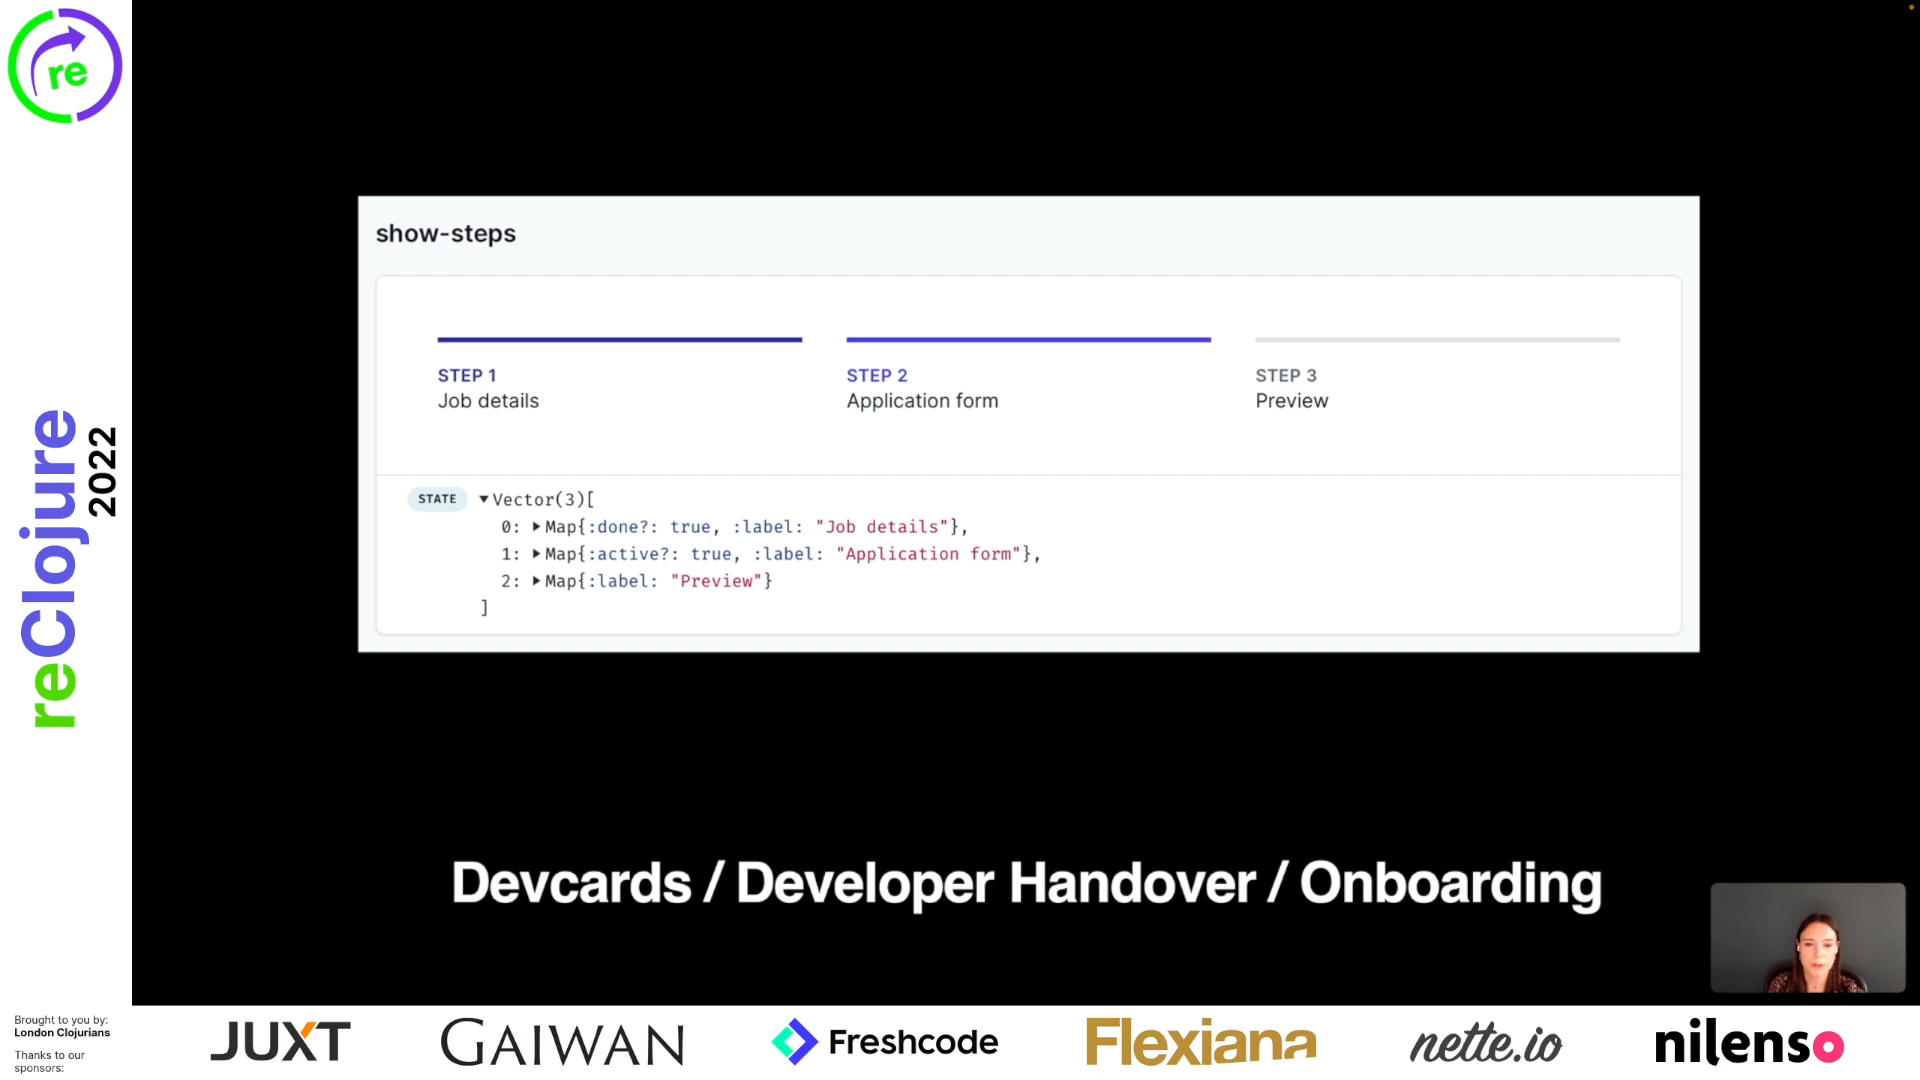 re
reClojure
2022
show-steps
STEP 1
Job details
STEP 2
Application form
STEP 3
Preview
STATE ▼Vector(3)[
0: ▶Map{:done?: true, :label: "Job details"},
1: ▶Map{:active?: true, :label: "Application form"},
2: ▶Map{:label: "Preview"}
]
Devcards / Developer Handover / Onboarding
Brought to you by:
London Clojurians
Thanks to our
sponsors:
JUXT
GAIWAN
Freshcode
Flexiana
nette.io
nilenso